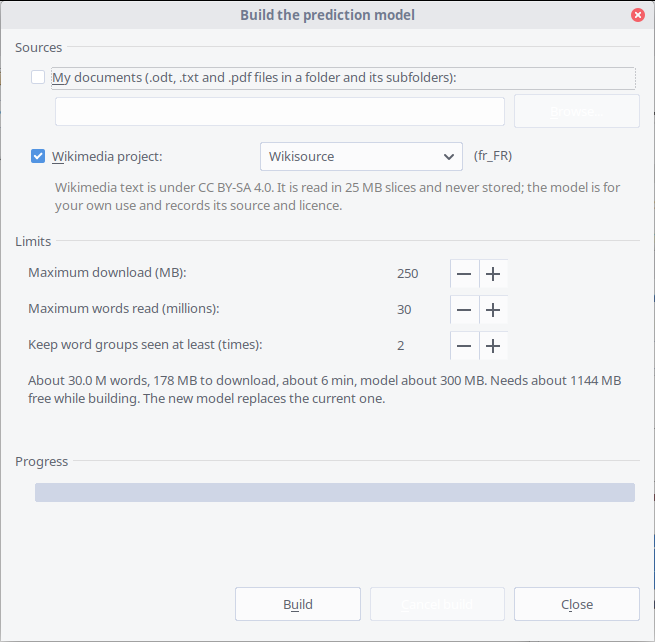 Build the prediction model
Sources
My documents (.odt, .txt and .pdf files in a folder and its subfolders):
Wikimedia project:
Wikisource
(fr_FR)
Wikimedia text is under CC BY-SA 4.0. It is read in 25 MB slices and never stored; the model is for
your own use and records its source and licence.
Limits
Maximum download (MB):
250
Maximum words read (millions):
30
Keep word groups seen at least (times):
2
About 30.0 M words, 178 MB to download, about 6 min, model about 300 MB. Needs about 1144 MB
free while building. The new model replaces the current one.
Progress
Build
Cancel build
Close